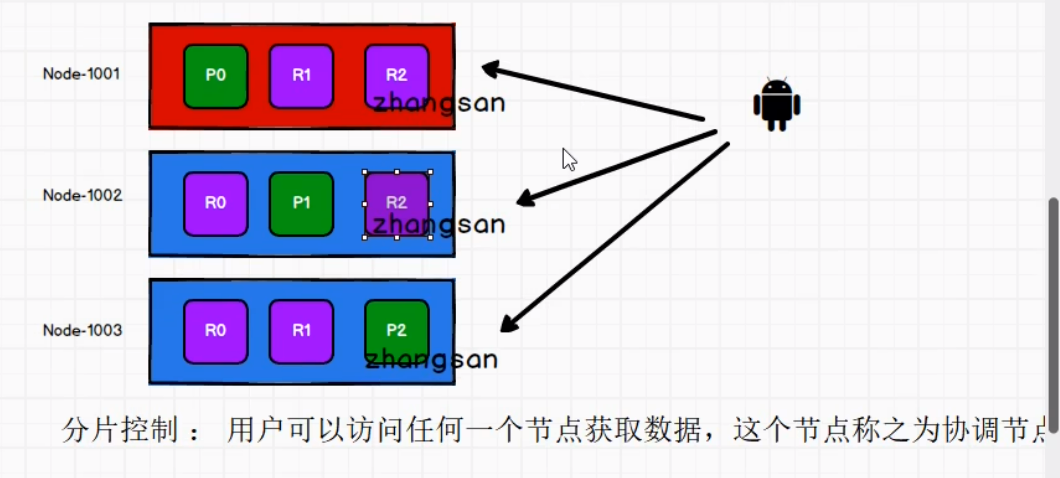 Node-1001
P0 R1 R2
zhangsan
Node-1002
R0 P1 R2
zhangsan
Node-1003
R0 R1 P2
zhangsan
分片控制： 用户可以访问任何一个节点获取数据，这个节点称之为协调节点